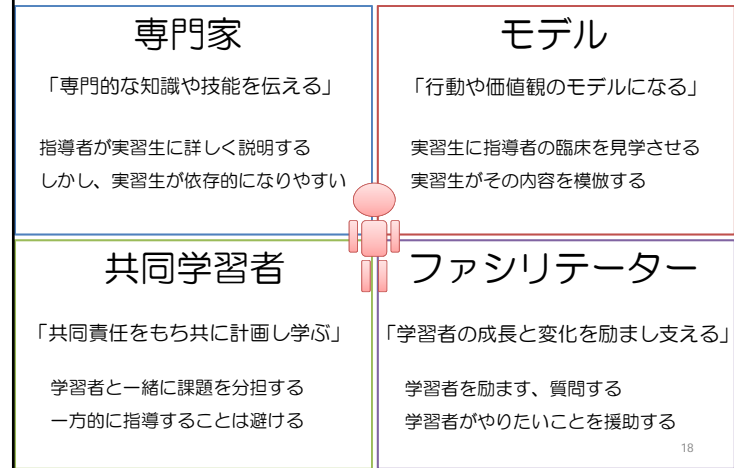 専門家
「専門的な知識や技能を伝える」
指導者が実習生に詳しく説明する
しかし、実習生が依存的になりやすい
モデル
「行動や価値観のモデルになる」
実習生に指導者の臨床を見学させる
実習生がその内容を模倣する
共同学習者
「共同責任をもち共に計画し学ぶ」
学習者と一緒に課題を分担する
一方的に指導することは避ける
ファシリテーター
「学習者の成長と変化を励まし支える」
学習者を励ます、質問する
学習者がやりたいことを援助する
18